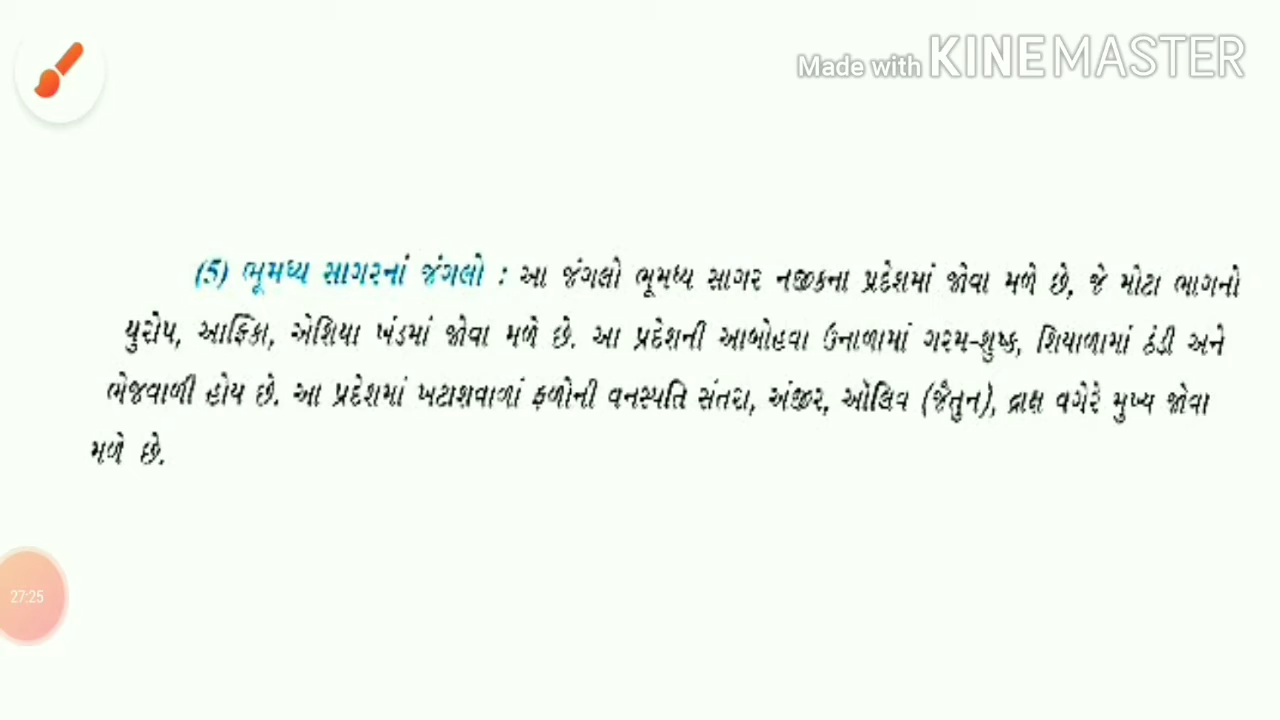 Made with KINEMASTER
(5) ભૂમધ્ય સાગરનાં જંગલો : આ જંગલો ભૂમધ્ય સાગર નજીકના પ્રદેશમાં જોવા મળે છે, જે મોટા ભાગનો
યુરોપ, આફ્રિકા, એશિયા ખંડમાં જોવા મળે છે. આ પ્રદેશની આબોહવા ઉનાળામાં ગરમ-શુષ્ક, શિયાળામાં ઠંડી અને
ભેજવાળી હોય છે. આ પ્રદેશમાં ખટાશવાળાં ફળોની વનસ્પતિ સંતરા, અંજીર, ઓલિવ (જેતુન), દ્રાક્ષ વગેરે મુખ્ય જોવા
મળે છે.
27:25